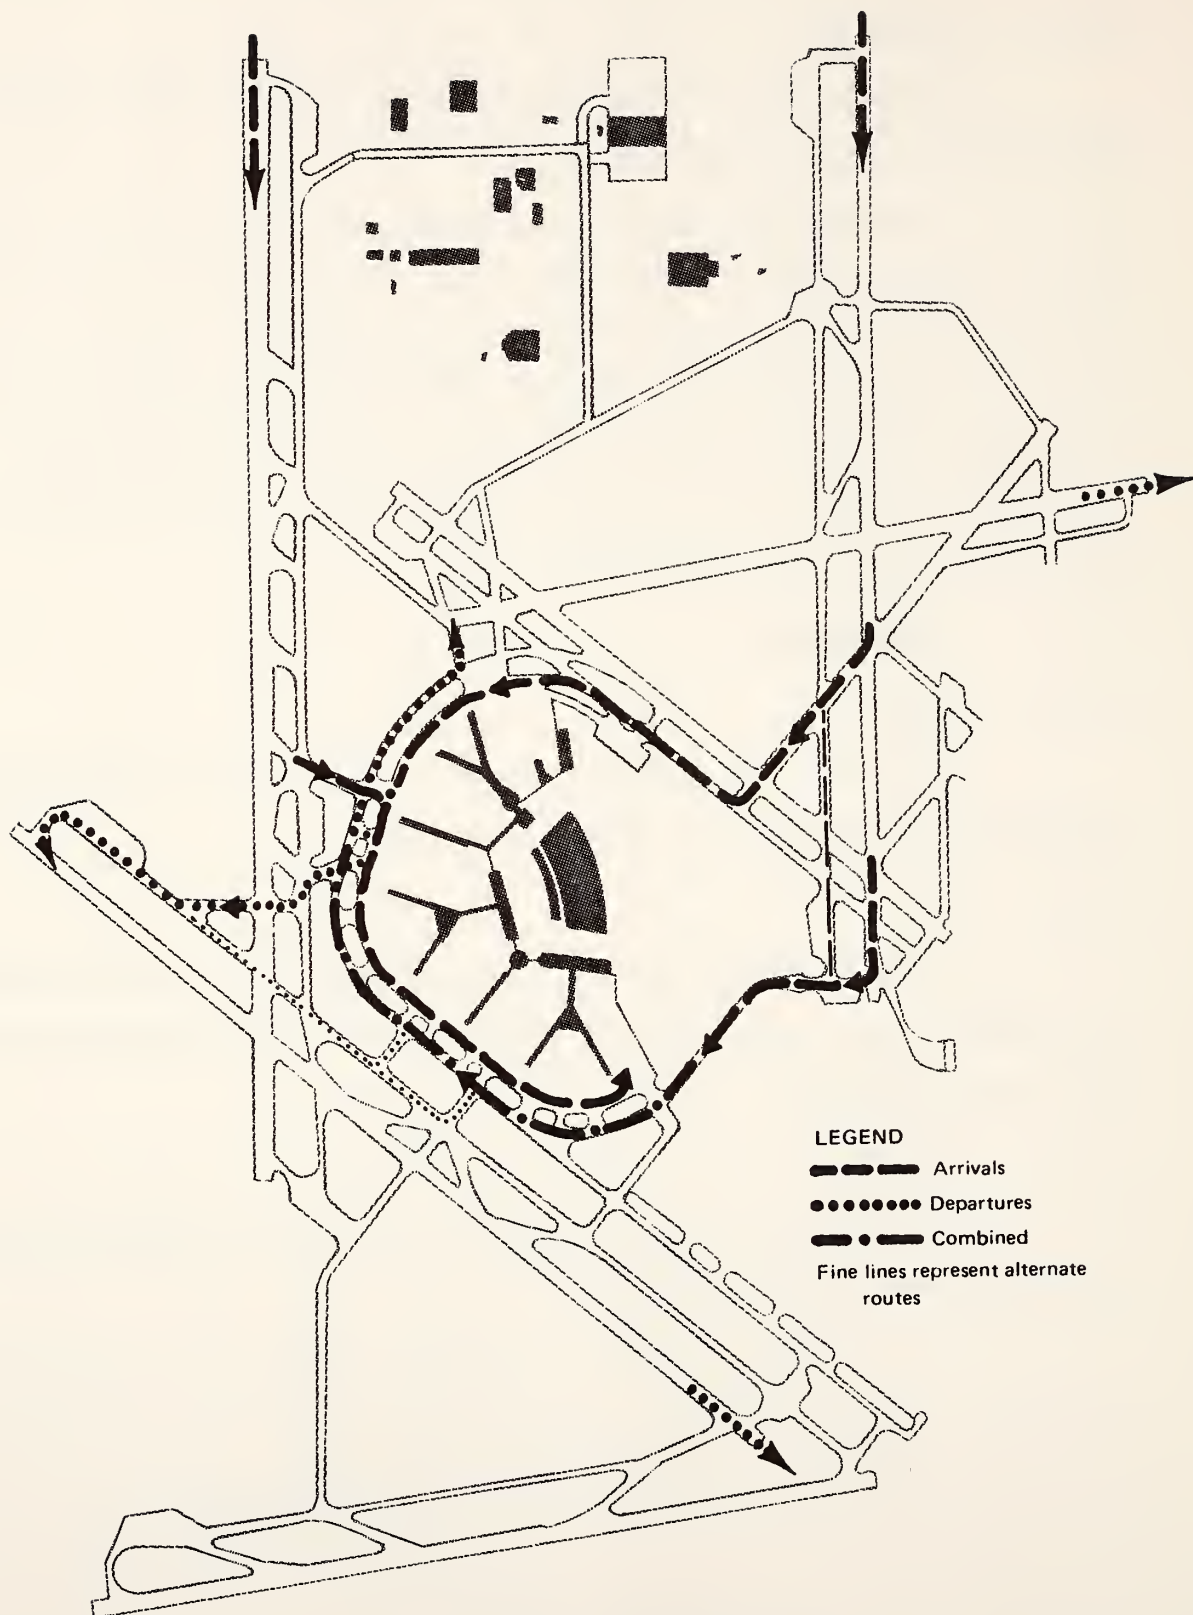 LEGEND
Arrivals
Departures
Combined
Fine lines represent alternate
routes